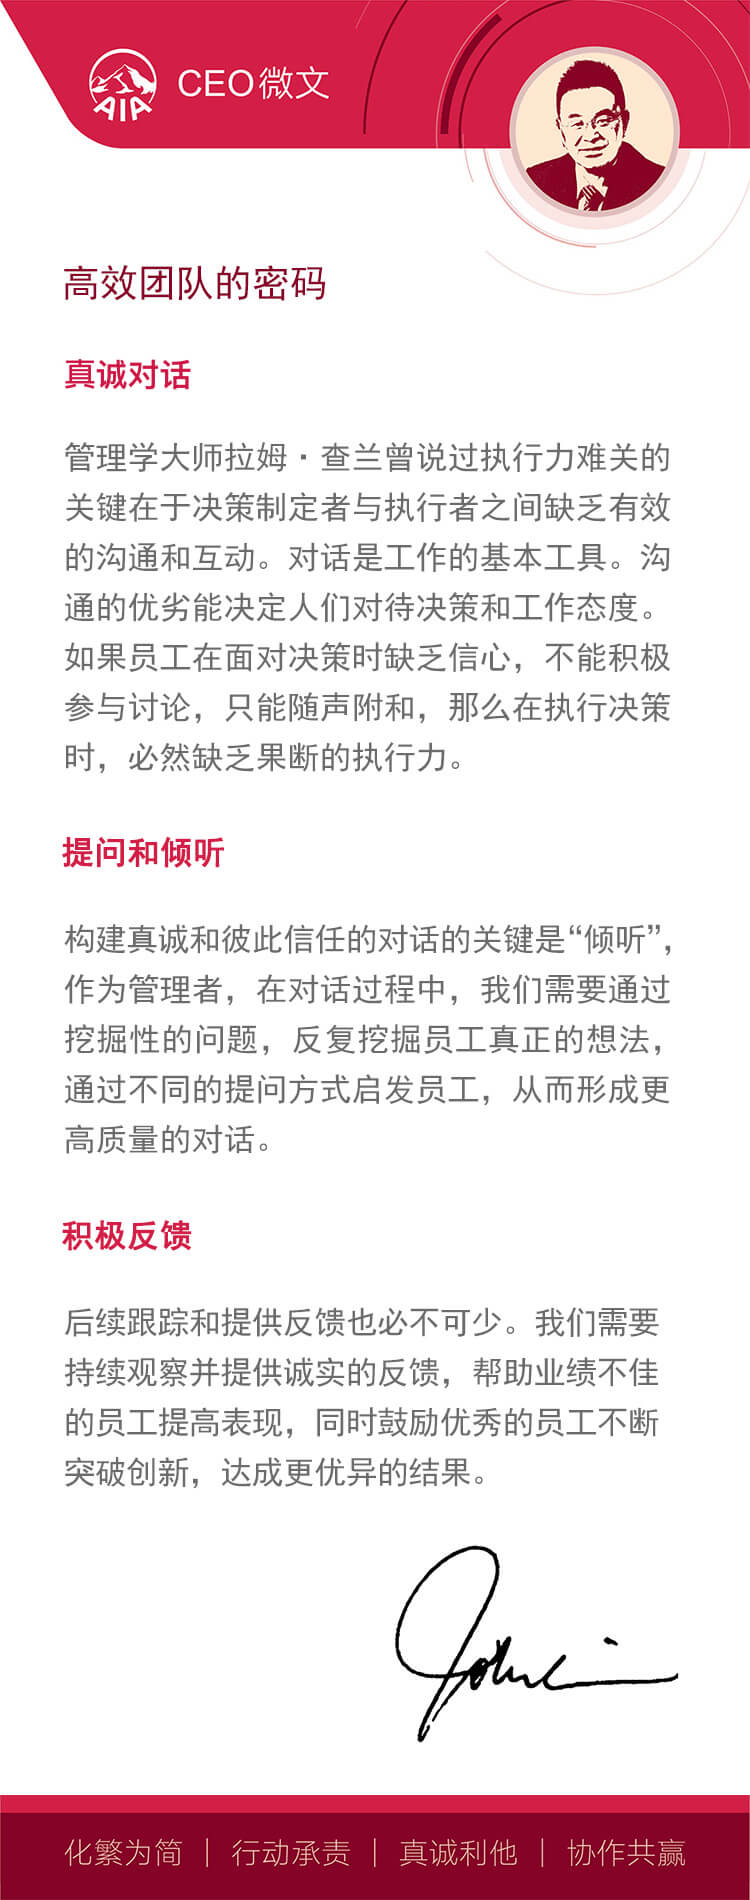 AIA
CEO微文
高效团队的密码
真诚对话
管理学大师拉姆·查兰曾说过执行力难关的
关键在于决策制定者与执行者之间缺乏有效
的沟通和互动。对话是工作的基本工具。沟
通的优劣能决定人们对待决策和工作态度。
如果员工在面对决策时缺乏信心，不能积极
参与讨论，只能随声附和，那么在执行决策
时，必然缺乏果断的执行力。
提问和倾听
构建真诚和彼此信任的对话的关键是“倾听”，
作为管理者，在对话过程中，我们需要通过
挖掘性的问题，反复挖掘员工真正的想法，
通过不同的提问方式启发员工，从而形成更
高质量的对话。
积极反馈
后续跟踪和提供反馈也必不可少。我们需要
持续观察并提供诚实的反馈，帮助业绩不佳
的员工提高表现，同时鼓励优秀的员工不断
突破创新，达成更优异的结果。
化繁为简 | 行动承责 | 真诚利他 | 协作共赢